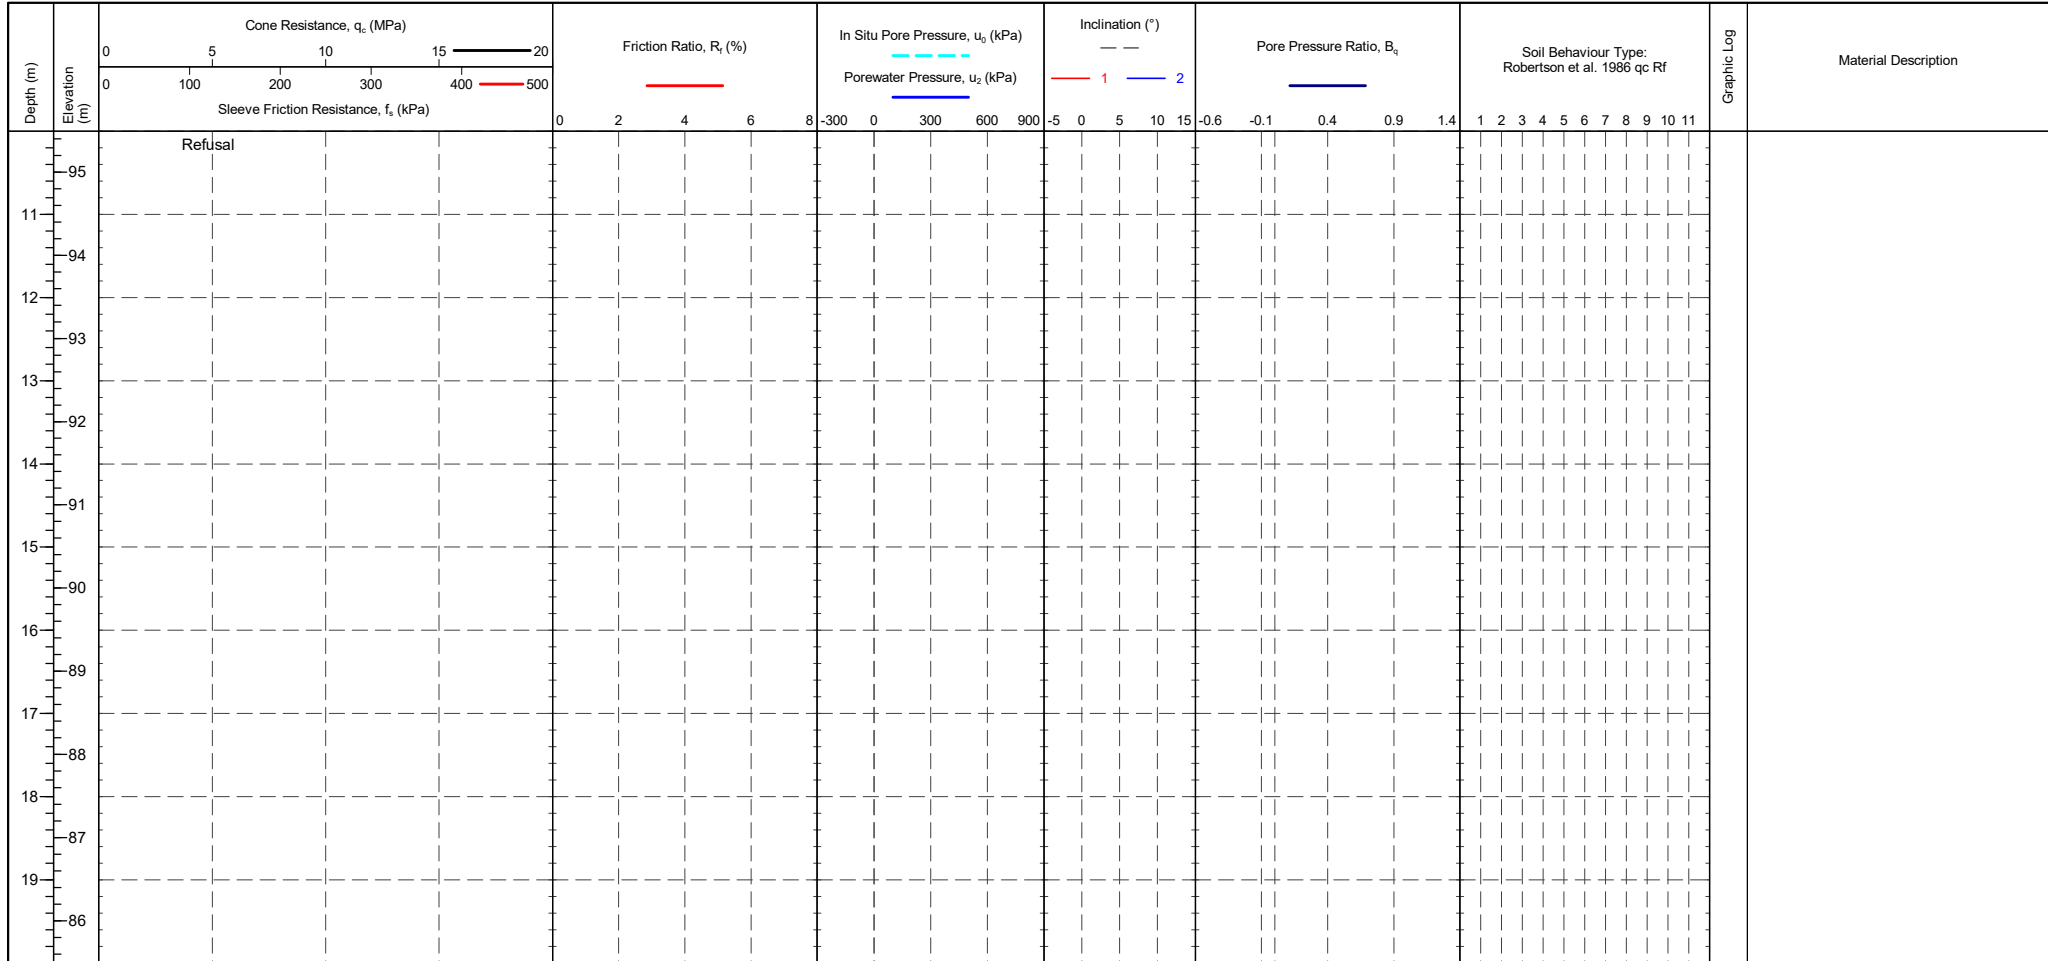 Depth (m)
Elevation (m)
Cone Resistance, qc (MPa)
0 5 10 15 20
0 100 200 300 400 500
Sleeve Friction Resistance, fs (kPa)
Friction Ratio, Rf (%)
0 2 4 6 8
In Situ Pore Pressure, u0 (kPa)
Porewater Pressure, u2 (kPa)
-300 0 300 600 900
Inclination (°)
1 2
-5 0 5 10 15
Pore Pressure Ratio, Bq
-0.6 -0.1 0.4 0.9 1.4
Soil Behaviour Type:
Robertson et al. 1986 qc Rf
1 2 3 4 5 6 7 8 9 10 11
Graphic Log
Material Description
Refusal
95
11
94
12
93
13
92
14
91
15
90
16
89
17
88
18
87
19
86